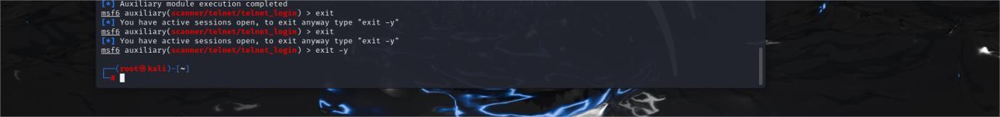 [*] Auxiliary module execution completed
msf6 auxiliary(scanner/telnet/telnet_login) > exit
[*] You have active sessions open, to exit anyway type "exit -y"
msf6 auxiliary(scanner/telnet/telnet_login) > exit
[*] You have active sessions open, to exit anyway type "exit -y"
msf6 auxiliary(scanner/telnet/telnet_login) > exit -y
┌──(root㉿kali)-[~]
└─#